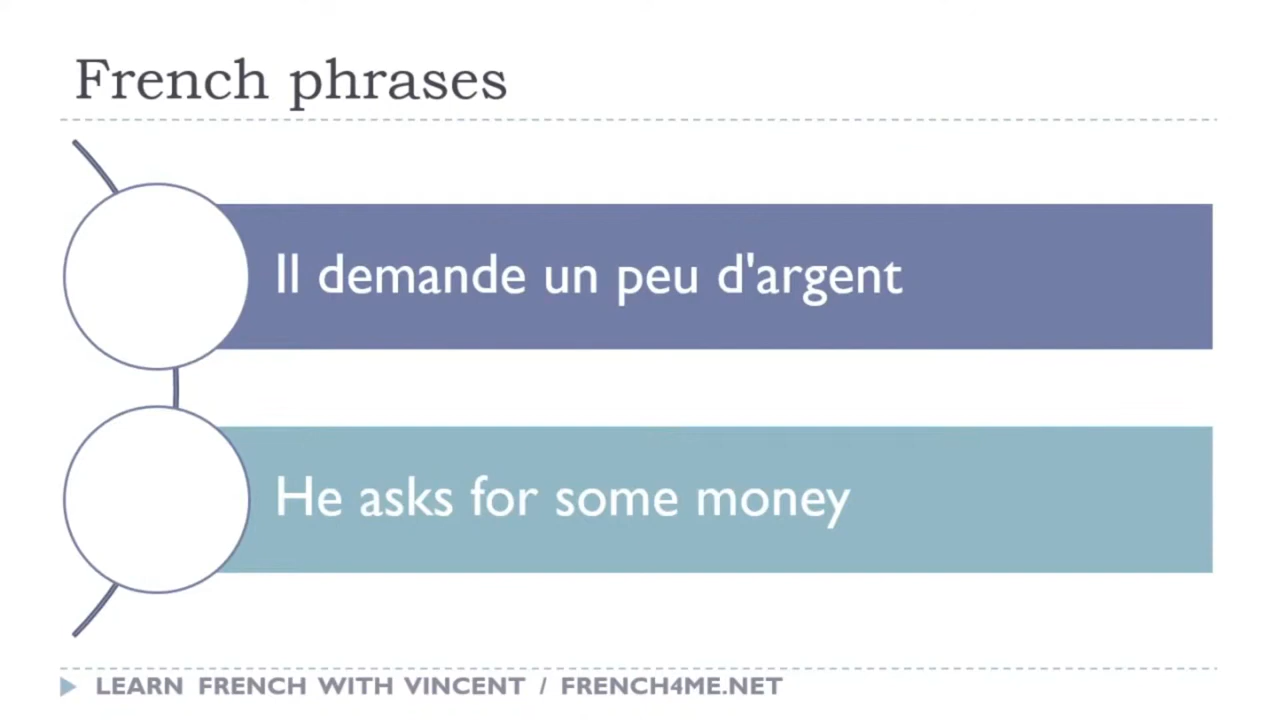 French phrases
Il demande un peu d'argent
He asks for some money
LEARN FRENCH WITH VINCENT / FRENCH4ME.NET